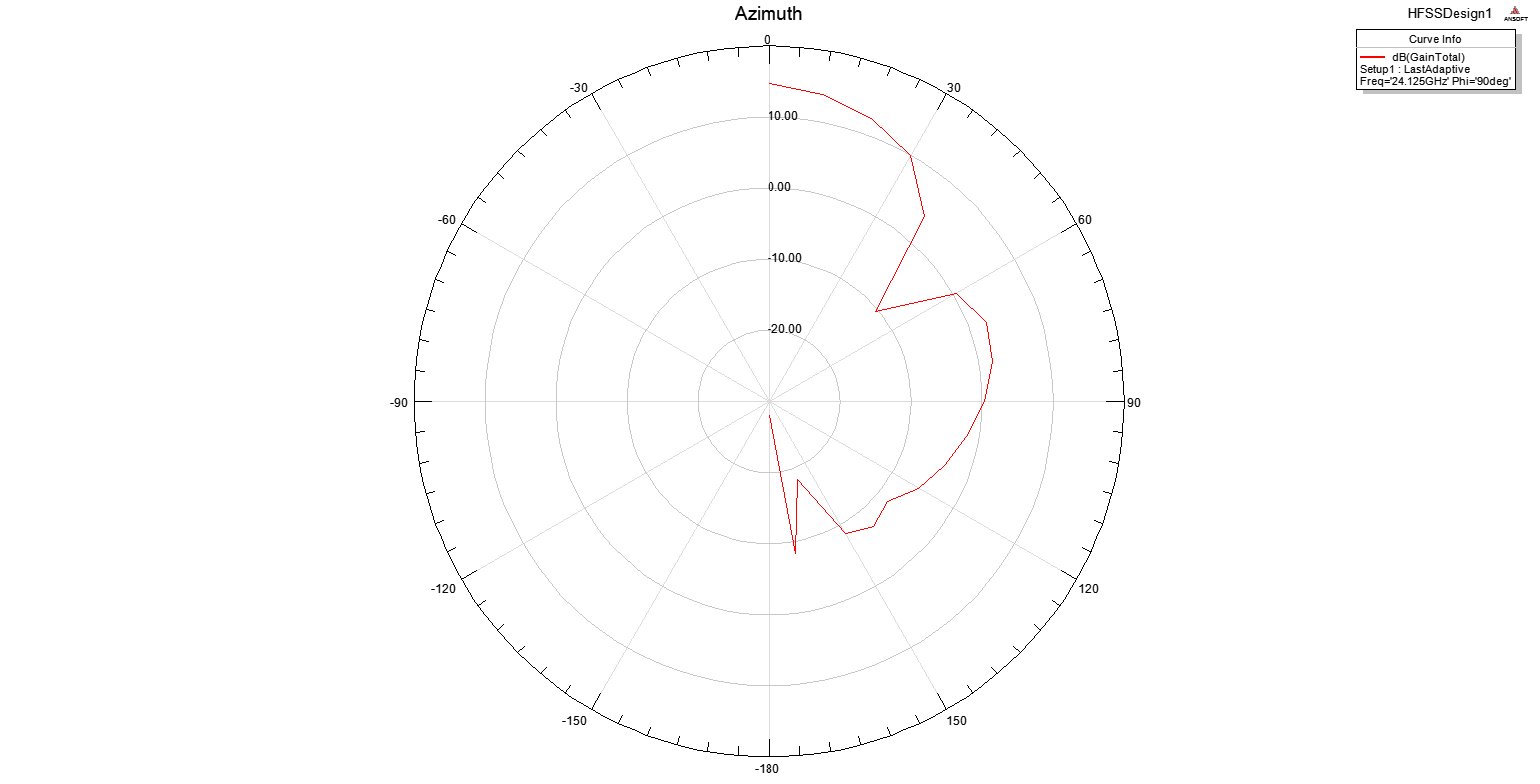 Azimuth
HFSSDesign1
ANSOFT
Curve Info
dB(GainTotal)
Setup1 : LastAdaptive
Freq='24.125GHz' Phi='90deg'
0
-30
30
10.00
-60
0.00
60
-10.00
-20.00
-90
90
-120
120
-150
150
-180